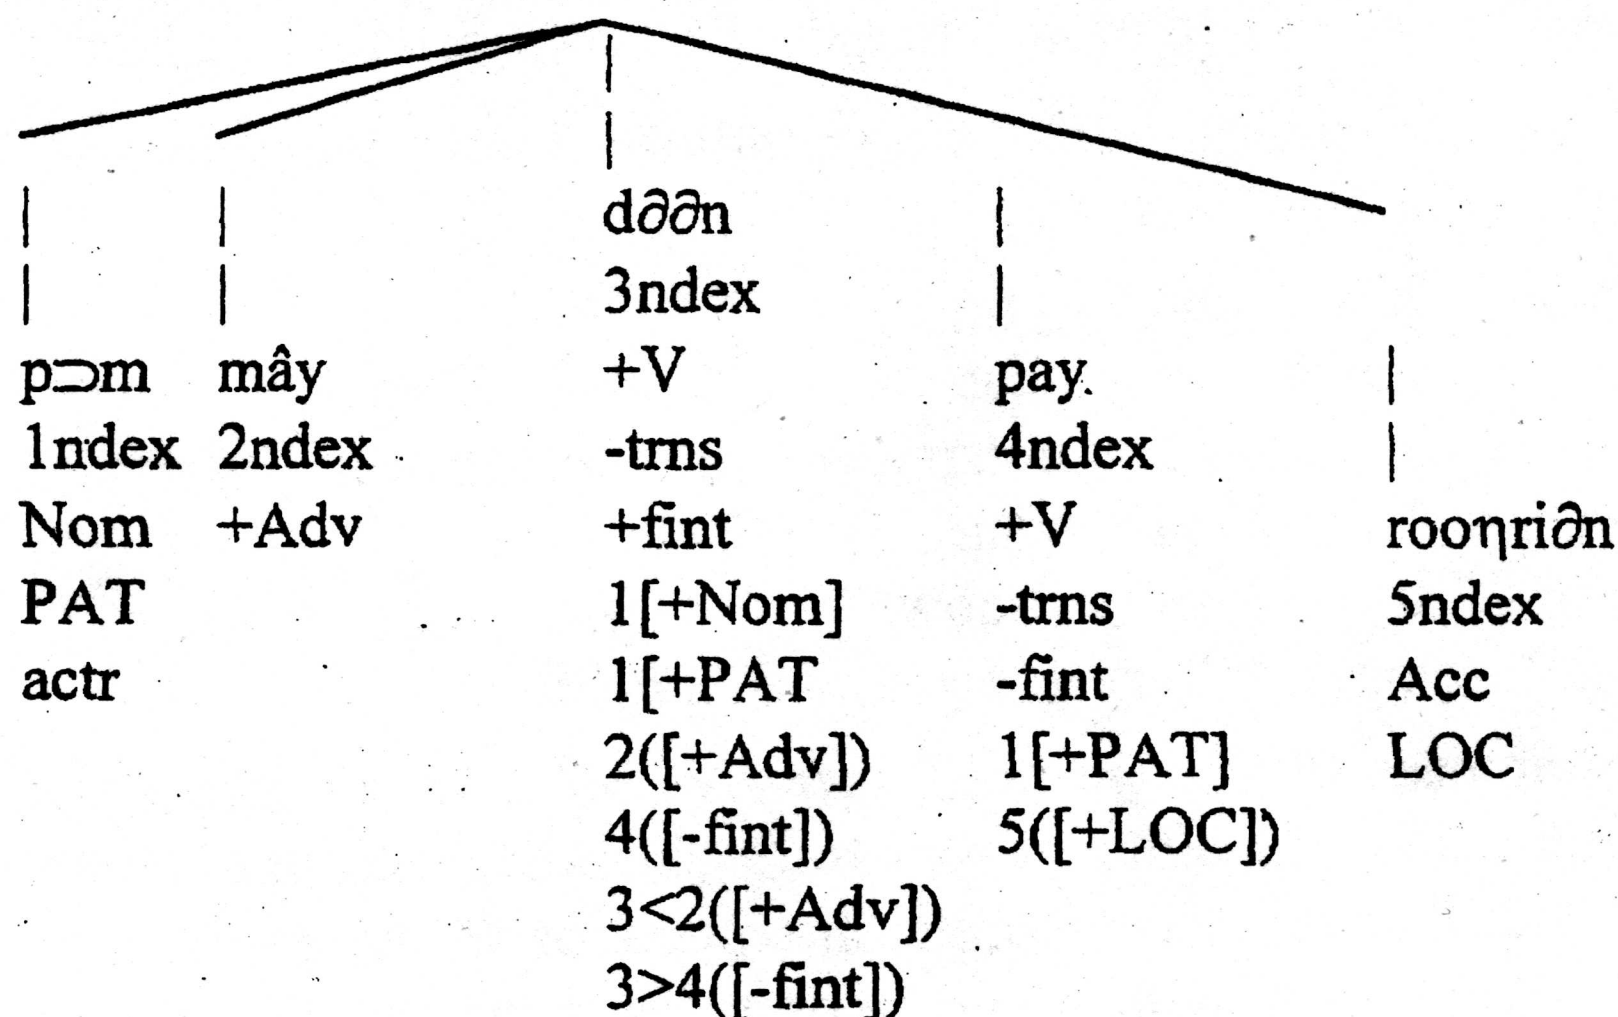 d∂∂n
3ndex
p⊃m mây +V pay
1ndex 2ndex -trns 4ndex
Nom +Adv +fint +V rooηri∂n
PAT 1[+Nom] -trns 5ndex
actr 1[+PAT -fint Acc
2([+Adv]) 1[+PAT] LOC
4([-fint]) 5([+LOC])
3<2([+Adv])
3>4([-fint])